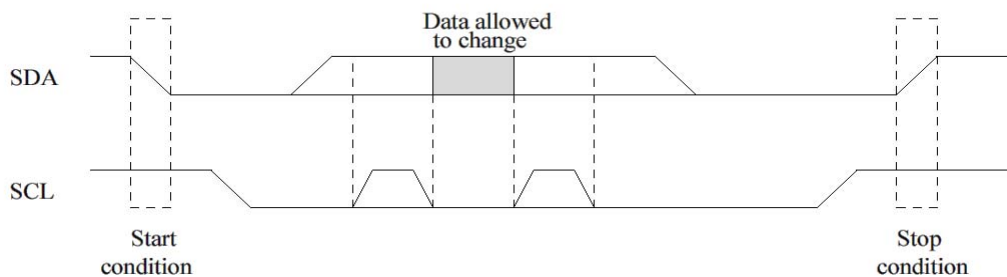 Data allowed
to change
SDA
SCL
Start
condition
Stop
condition